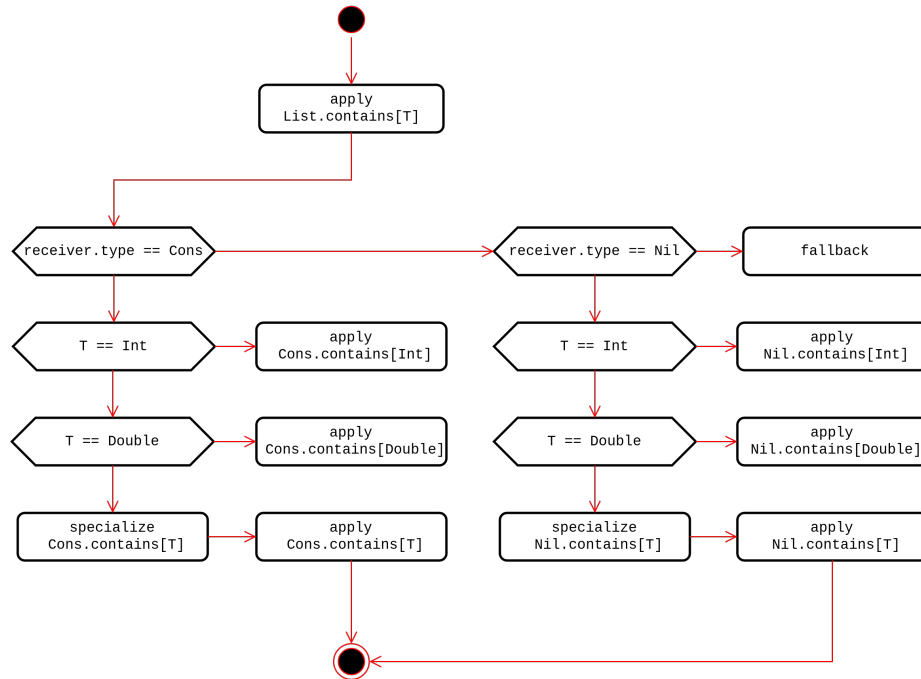 apply
List.contains[T]
receiver.type == Cons
receiver.type == Nil
fallback
T == Int
apply
Cons.contains[Int]
T == Int
apply
Nil.contains[Int]
T == Double
apply
Cons.contains[Double]
T == Double
apply
Nil.contains[Double]
specialize
Cons.contains[T]
apply
Cons.contains[T]
specialize
Nil.contains[T]
apply
Nil.contains[T]